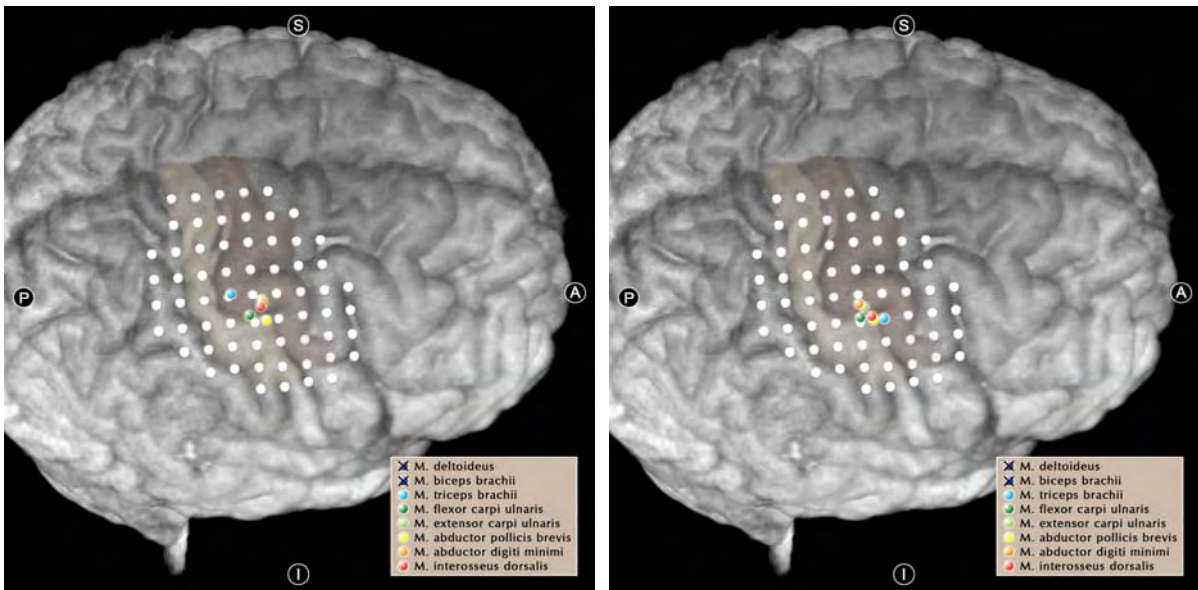 S
P
A
M. deltoideus
M. biceps brachii
M. triceps brachii
M. flexor carpi ulnaris
M. extensor carpi ulnaris
M. abductor pollicis brevis
M. abductor digiti minimi
M. interosseus dorsalis
I
S
P
A
M. deltoideus
M. biceps brachii
M. triceps brachii
M. flexor carpi ulnaris
M. extensor carpi ulnaris
M. abductor pollicis brevis
M. abductor digiti minimi
M. interosseus dorsalis
I